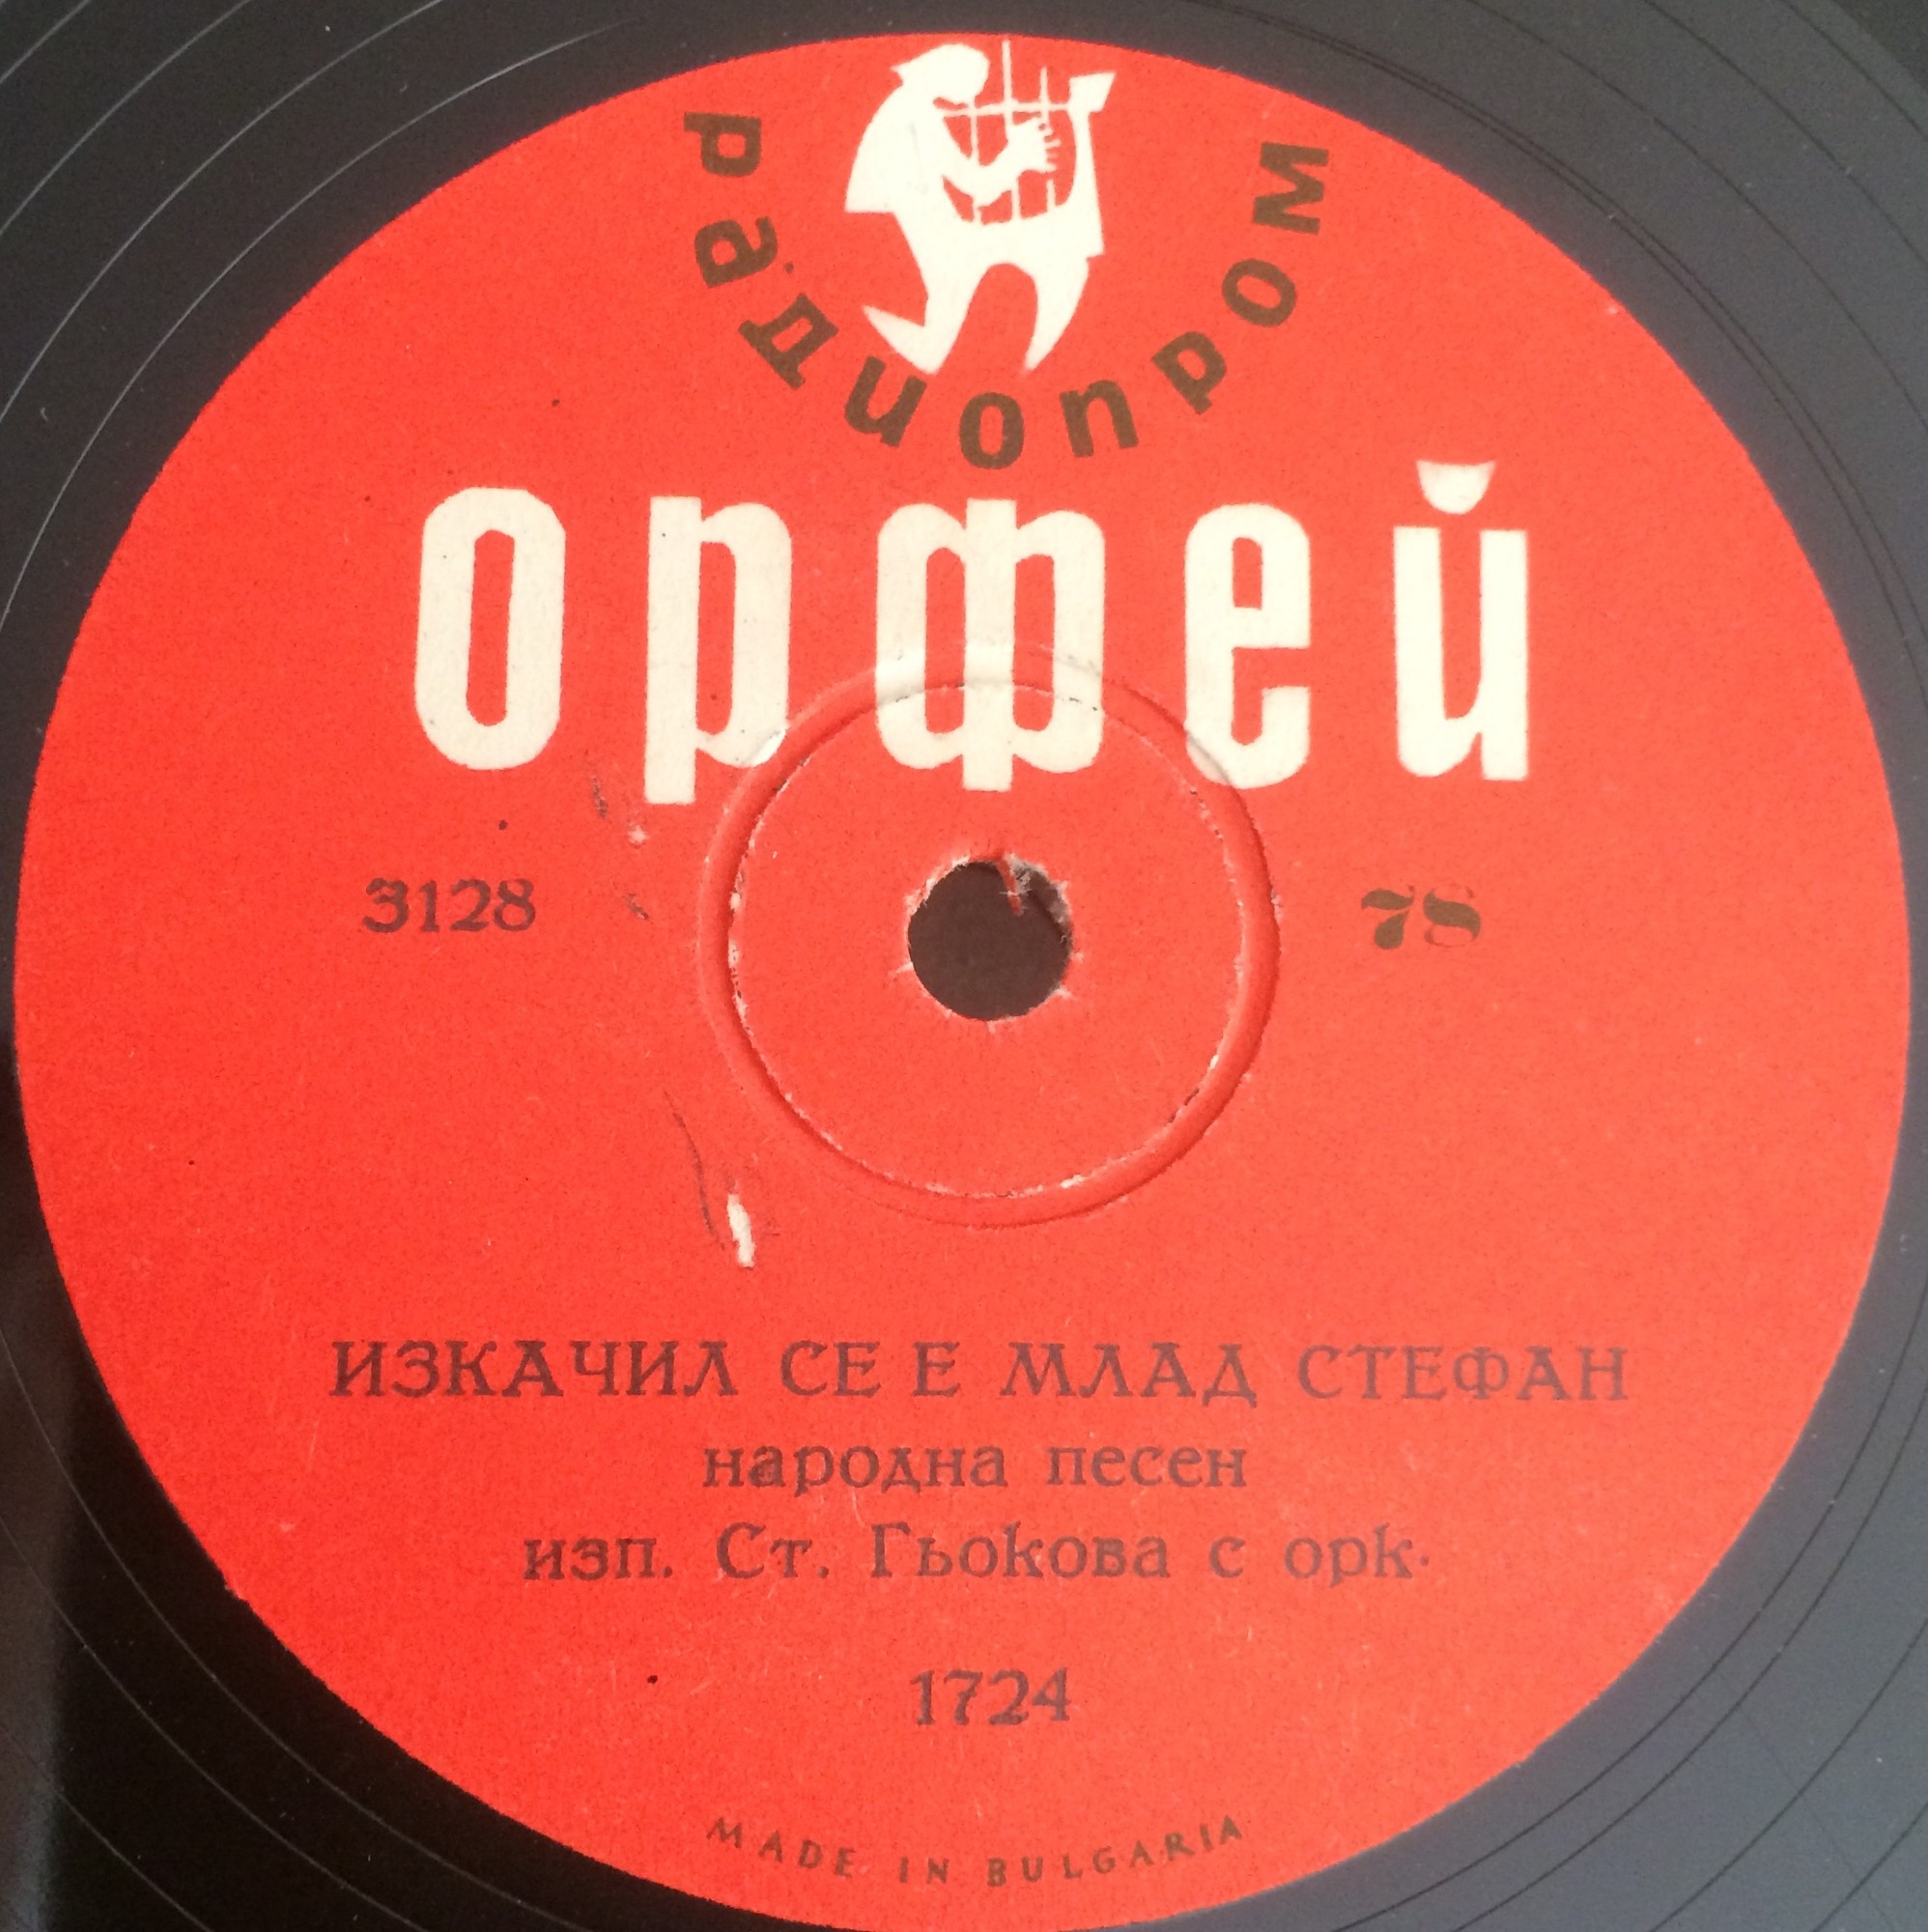 радиопром
орфей
3128
78
ИЗКАЧИЛ СЕ Е МЛАД СТЕФАН
народна песен
изп. Ст. Гьокова с орк.
1724
MADE IN BULGARIA